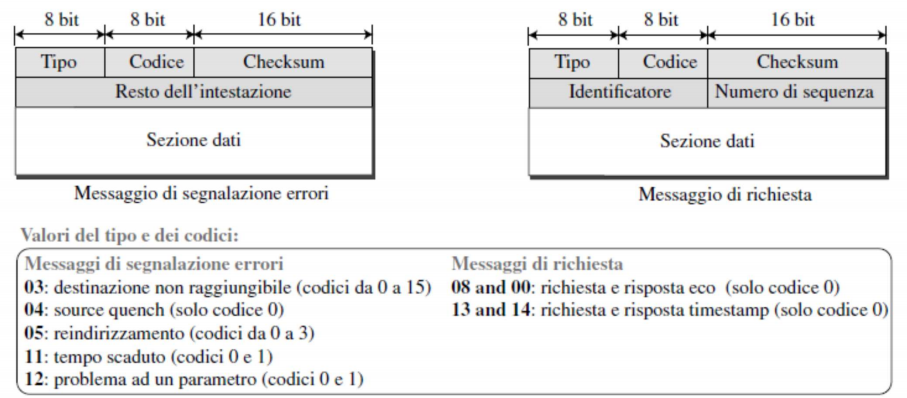 8 bit 8 bit 16 bit
Tipo Codice Checksum
Resto dell'intestazione
Sezione dati
Messaggio di segnalazione errori
8 bit 8 bit 16 bit
Tipo Codice Checksum
Identificatore Numero di sequenza
Sezione dati
Messaggio di richiesta
Valori del tipo e dei codici:
Messaggi di segnalazione errori
03: destinazione non raggiungibile (codici da 0 a 15)
04: source quench (solo codice 0)
05: reindirizzamento (codici da 0 a 3)
11: tempo scaduto (codici 0 e 1)
12: problema ad un parametro (codici 0 e 1)
Messaggi di richiesta
08 and 00: richiesta e risposta eco (solo codice 0)
13 and 14: richiesta e risposta timestamp (solo codice 0)